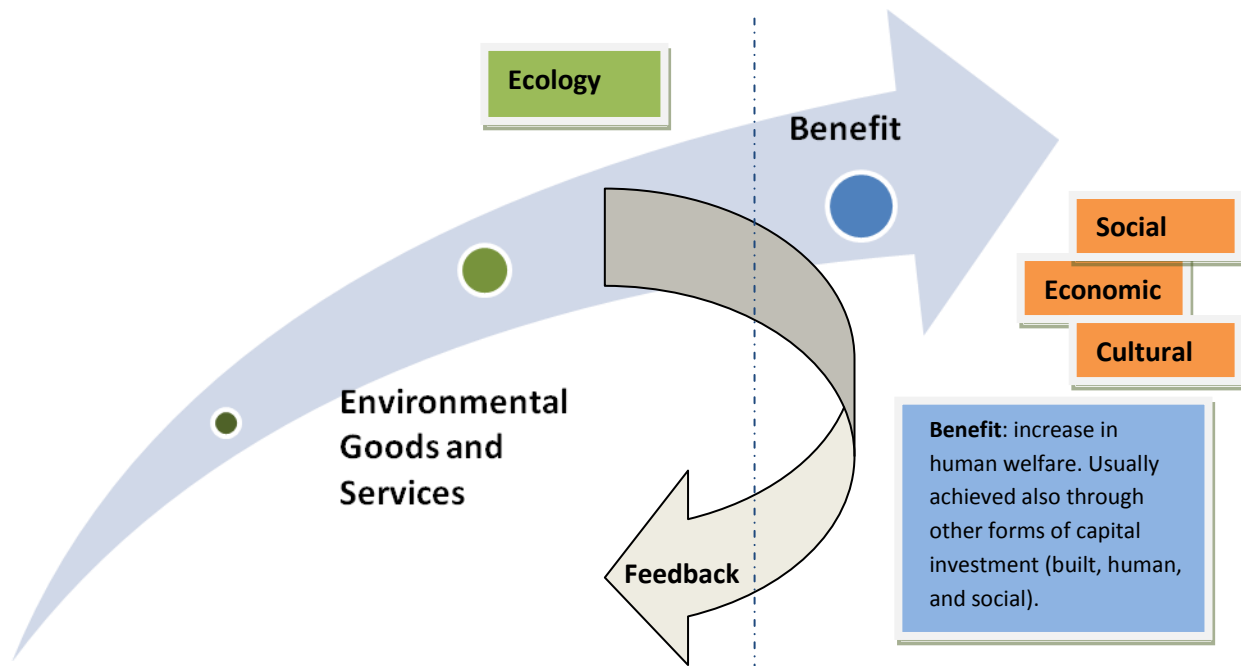 Ecology
Benefit
Social
Economic
Cultural
Environmental
Goods and
Services
Benefit: increase in
human welfare. Usually
achieved also through
other forms of capital
investment (built, human,
and social).
Feedback